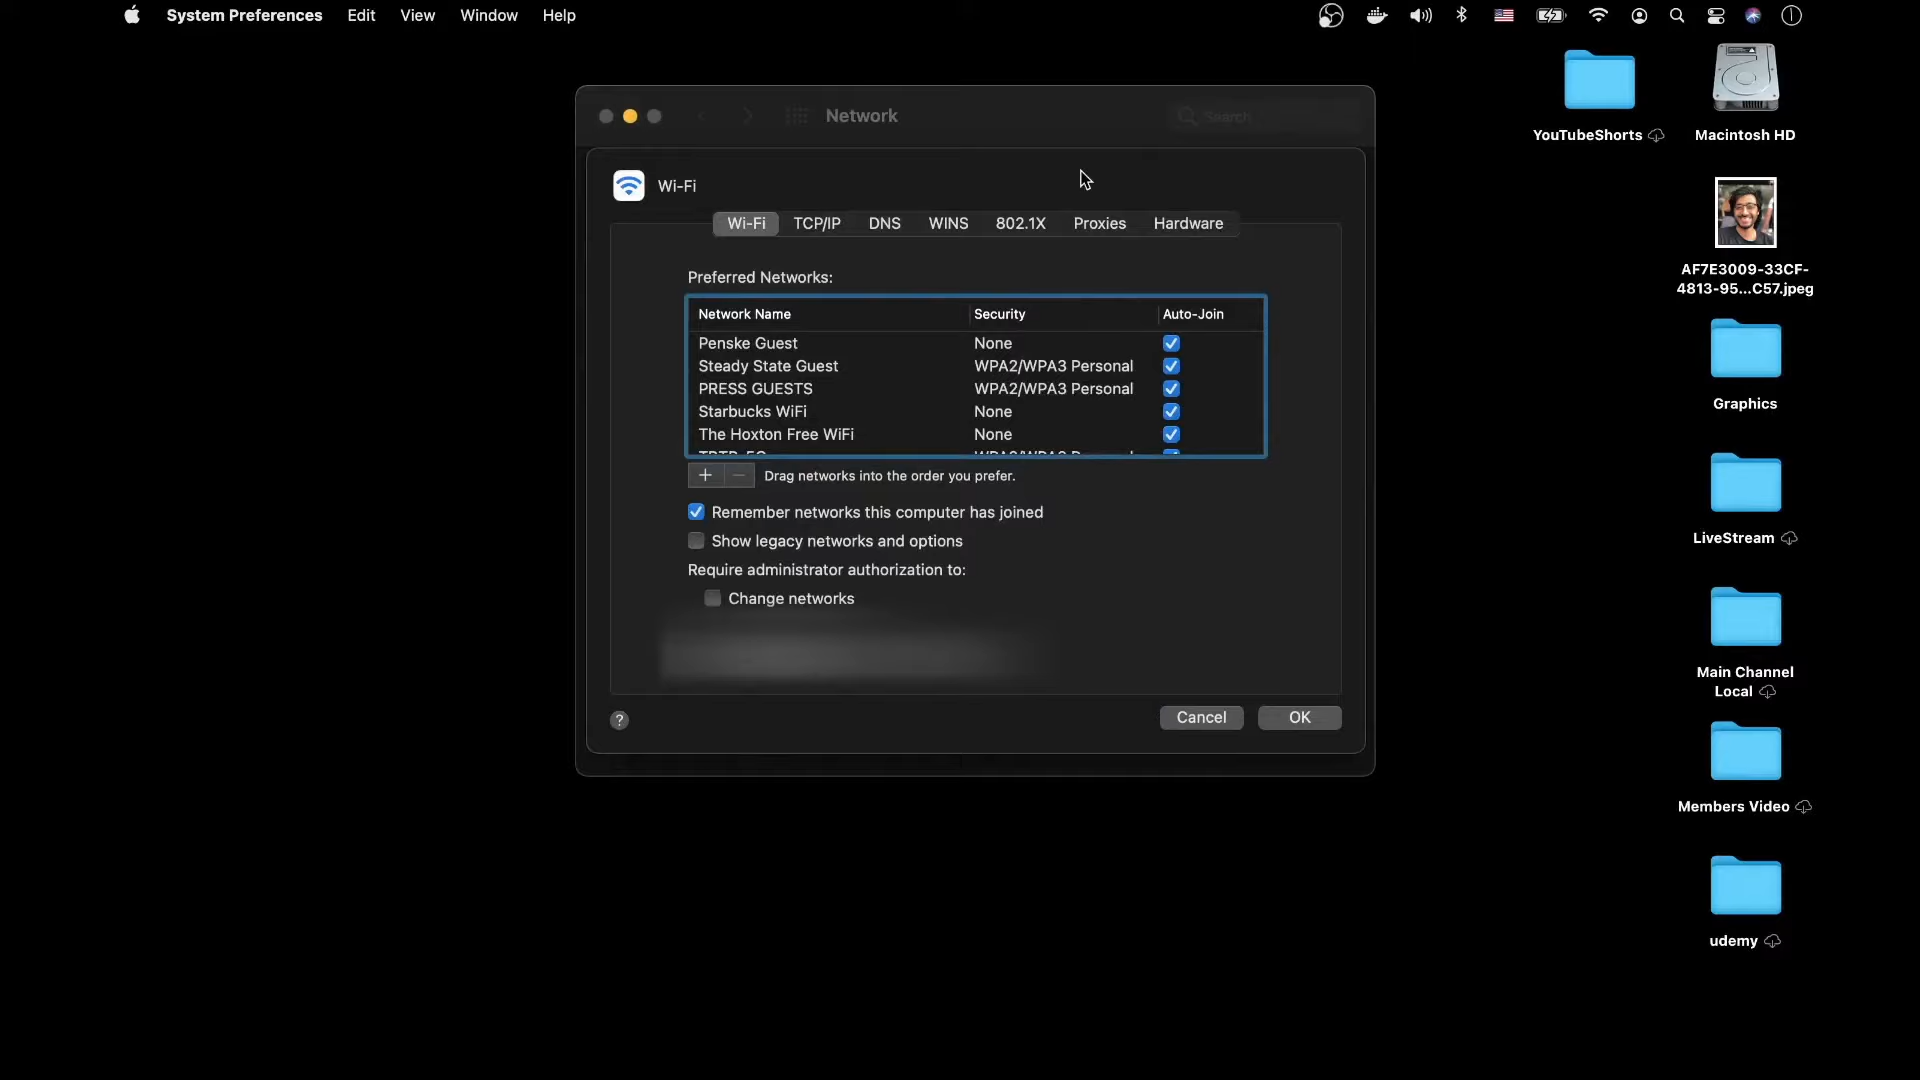 System Preferences Edit View Window Help
Network
Search
Wi-Fi
Wi-Fi TCP/IP DNS WINS 802.1X Proxies Hardware
Preferred Networks:
Network Name Security Auto-Join
Penske Guest None
Steady State Guest WPA2/WPA3 Personal
PRESS GUESTS WPA2/WPA3 Personal
Starbucks WiFi None
The Hoxton Free WiFi None
+ − Drag networks into the order you prefer.
Remember networks this computer has joined
Show legacy networks and options
Require administrator authorization to:
Change networks
? Cancel OK
YouTubeShorts
Macintosh HD
AF7E3009-33CF-
4813-95...C57.jpeg
Graphics
LiveStream
Main Channel
Local
Members Video
udemy